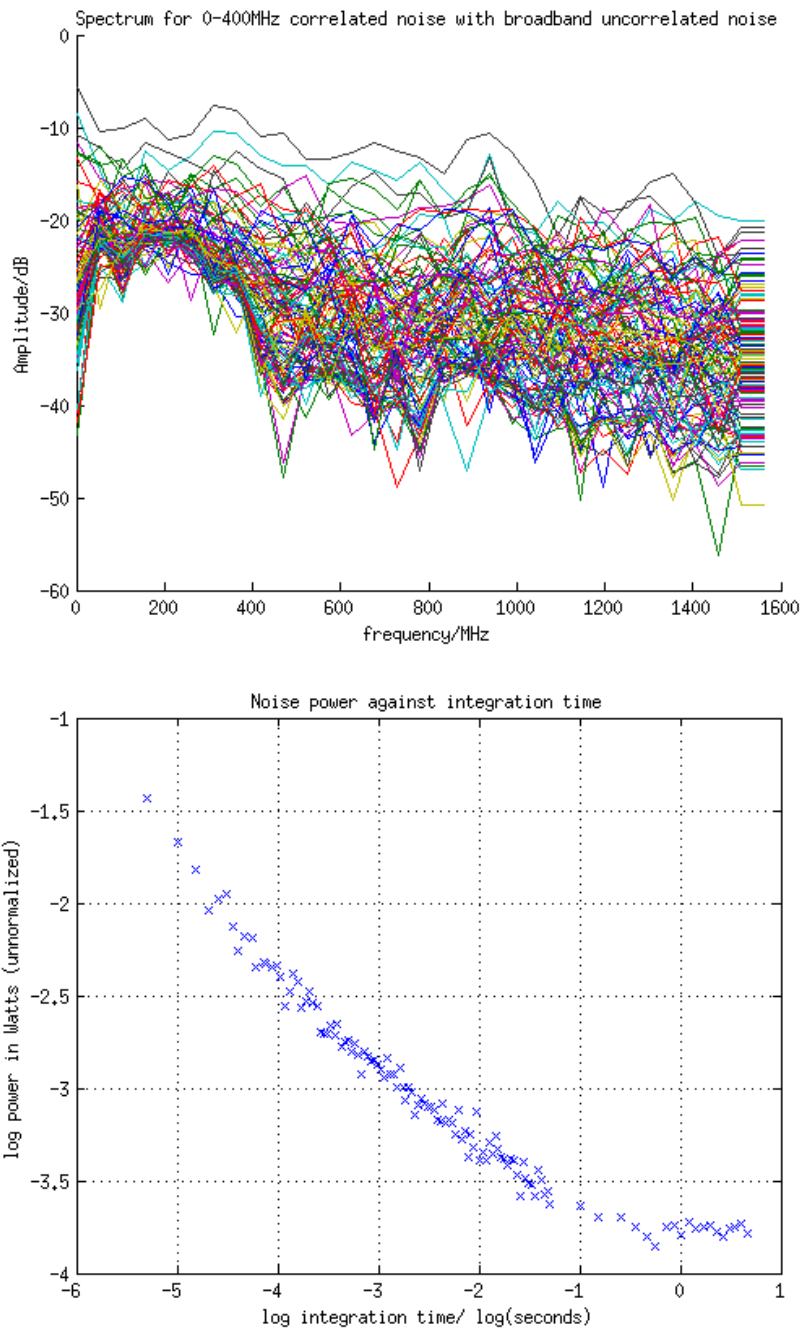 Spectrum for 0-400MHz correlated noise with broadband uncorrelated noise
0
-10
-20
-30
-40
-50
-60
Amplitude/dB
0 200 400 600 800 1000 1200 1400 1600
frequency/MHz
Noise power against integration time
-1
-1.5
-2
-2.5
-3
-3.5
-4
log power in Watts (unnormalized)
-6 -5 -4 -3 -2 -1 0 1
log integration time/ log(seconds)